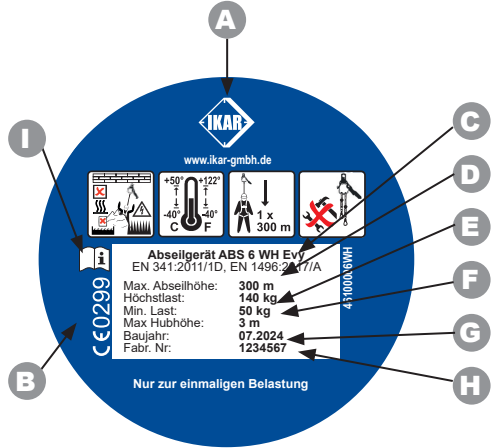 A
IKAR
www.ikar-gmbh.de
+50° +122°
-40° -40°
C F
1 x
300 m
Abseilgerät ABS 6 WH Evy
EN 341:2011/1D, EN 1496:2017/A
Max. Abseilhöhe: 300 m
Höchstlast: 140 kg
Min. Last: 50 kg
Max Hubhöhe: 3 m
Baujahr: 07.2024
Fabr. Nr: 1234567
CE0299
Nur zur einmaligen Belastung
I
B
C
D
E
F
G
H